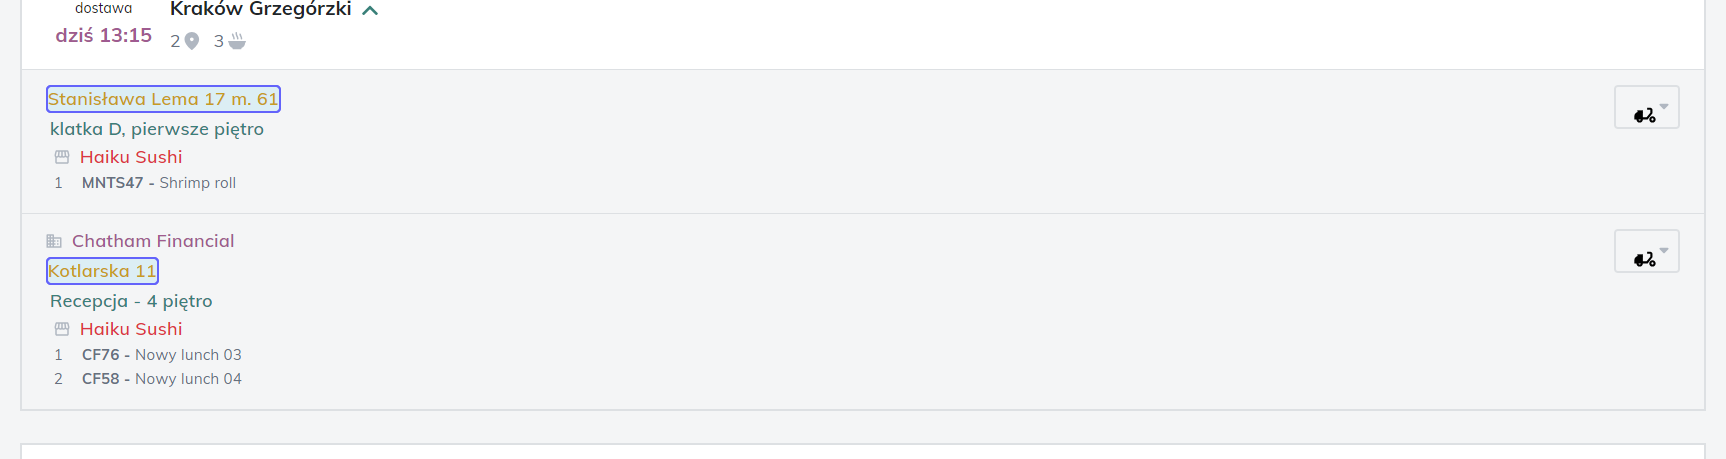 dostawa
Kraków Grzegórzki
dziś 13:15
2 3
Stanisława Lema 17 m. 61
klatka D, pierwsze piętro
Haiku Sushi
1 MNTS47 - Shrimp roll
Chatham Financial
Kotlarska 11
Recepcja - 4 piętro
Haiku Sushi
1 CF76 - Nowy lunch 03
2 CF58 - Nowy lunch 04